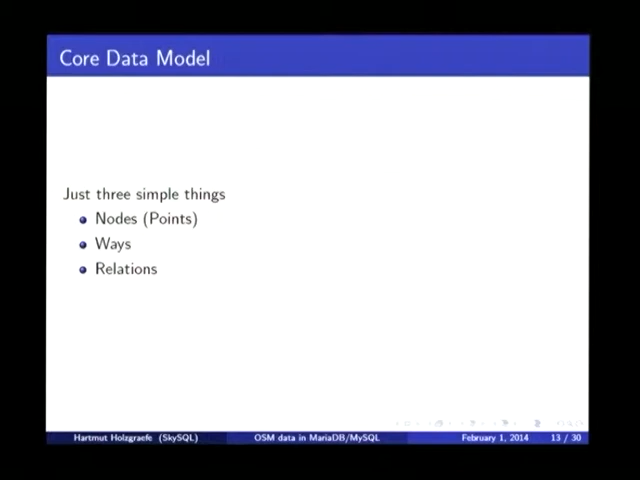 Core Data Model
Just three simple things
Nodes (Points)
Ways
Relations
Hartmut Holzgraefe (SkySQL) OSM data in MariaDB/MySQL February 1, 2014 13 / 30